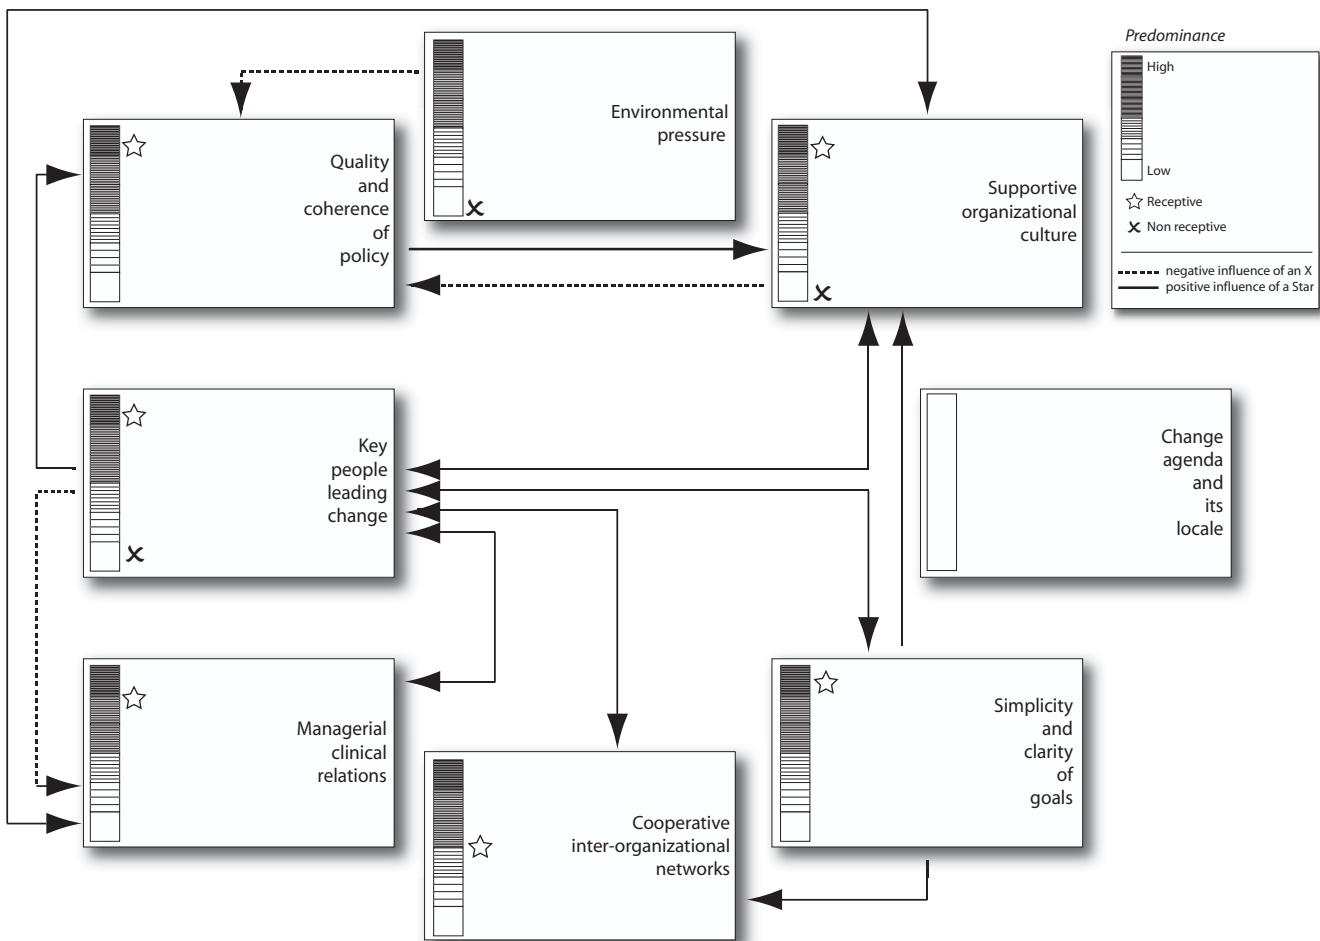 Predominance
High
Low
Receptive
Non receptive
negative influence of an X
positive influence of a Star
Environmental
pressure
Quality
and
coherence
of
policy
Supportive
organizational
culture
Key
people
leading
change
Change
agenda
and
its
locale
Managerial
clinical
relations
Cooperative
inter-organizational
networks
Simplicity
and
clarity
of
goals